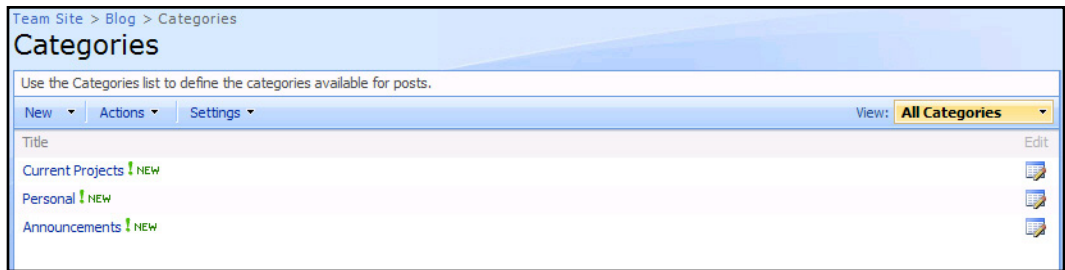 Team Site > Blog > Categories
Categories
Use the Categories list to define the categories available for posts.
New Actions Settings View: All Categories
Title Edit
Current Projects ! NEW
Personal ! NEW
Announcements ! NEW